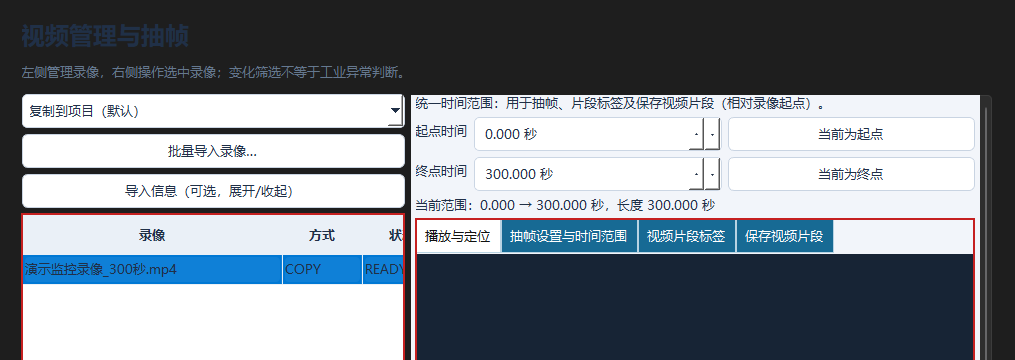 视频管理与抽帧
左侧管理录像，右侧操作选中录像；变化筛选不等于工业异常判断。
复制到项目（默认）
批量导入录像...
导入信息（可选，展开/收起）
录像 方式 状
演示监控录像_300秒.mp4 COPY READY
统一时间范围：用于抽帧、片段标签及保存视频片段（相对录像起点）。
起点时间 0.000 秒 当前为起点
终点时间 300.000 秒 当前为终点
当前范围：0.000 → 300.000 秒，长度 300.000 秒
播放与定位 抽帧设置与时间范围 视频片段标签 保存视频片段